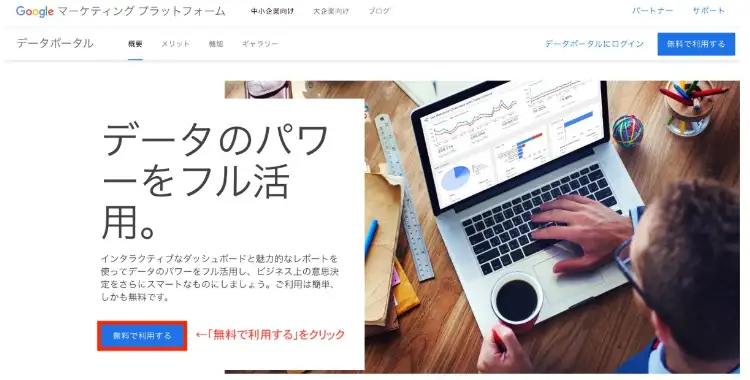 Google マーケティング プラットフォーム
中小企業向け
大企業向け
ブログ
パートナー
サポート
データポータル
概要
メリット
機能
ギャラリー
データポータルにログイン
無料で利用する
データのパワ
ーをフル活
用。
インタラクティブなダッシュボードと魅力的なレポートを
使ってデータのパワーをフル活用し、ビジネス上の意思決
定をさらにスマートなものにしましょう。ご利用は簡単、
しかも無料です。
無料で利用する
←「無料で利用する」をクリック